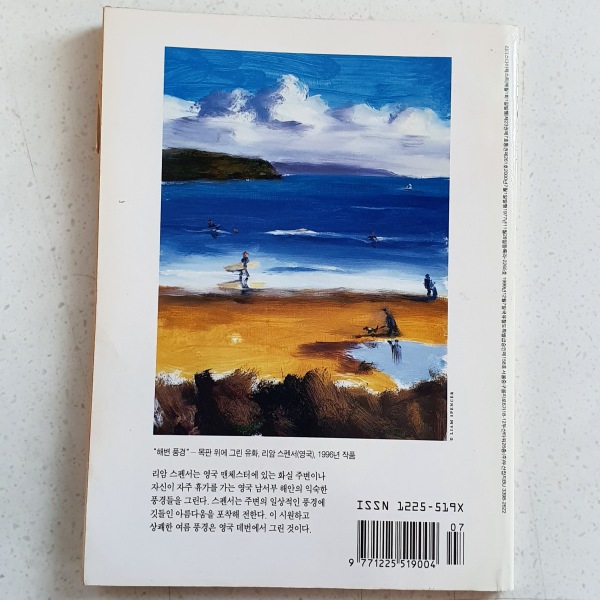 © LIAM SPENCER
"해변 풍경" — 목판 위에 그린 유화, 리암 스펜서(영국), 1996년 작품
리암 스펜서는 영국 맨체스터에 있는 화실 주변이나
자신이 자주 휴가를 가는 영국 남서부 해안의 익숙한
풍경들을 그린다. 스펜서는 주변의 일상적인 풍경에
깃들인 아름다움을 포착해 전한다. 이 시원하고
상쾌한 여름 풍경은 영국 데번에서 그린 것이다.
ISSN 1225-519X
07
9 771225 519004